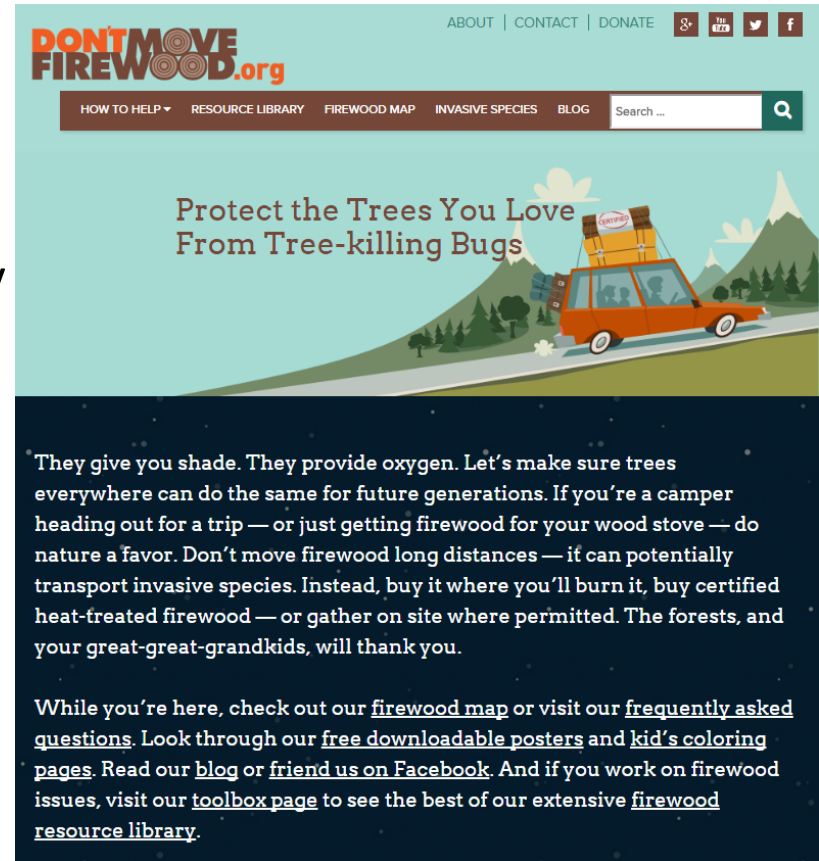 ABOUT | CONTACT | DONATE
8+ You Tube f
DON'T MOVE
FIREWOOD.org
HOW TO HELP RESOURCE LIBRARY FIREWOOD MAP INVASIVE SPECIES BLOG Search ...
Protect the Trees You Love
From Tree-killing Bugs
CERTIFIED
They give you shade. They provide oxygen. Let's make sure trees
everywhere can do the same for future generations. If you're a camper
heading out for a trip — or just getting firewood for your wood stove — do
nature a favor. Don't move firewood long distances — it can potentially
transport invasive species. Instead, buy it where you'll burn it, buy certified
heat-treated firewood — or gather on site where permitted. The forests, and
your great-great-grandkids, will thank you.
While you're here, check out our firewood map or visit our frequently asked
questions. Look through our free downloadable posters and kid's coloring
pages. Read our blog or friend us on Facebook. And if you work on firewood
issues, visit our toolbox page to see the best of our extensive firewood
resource library.